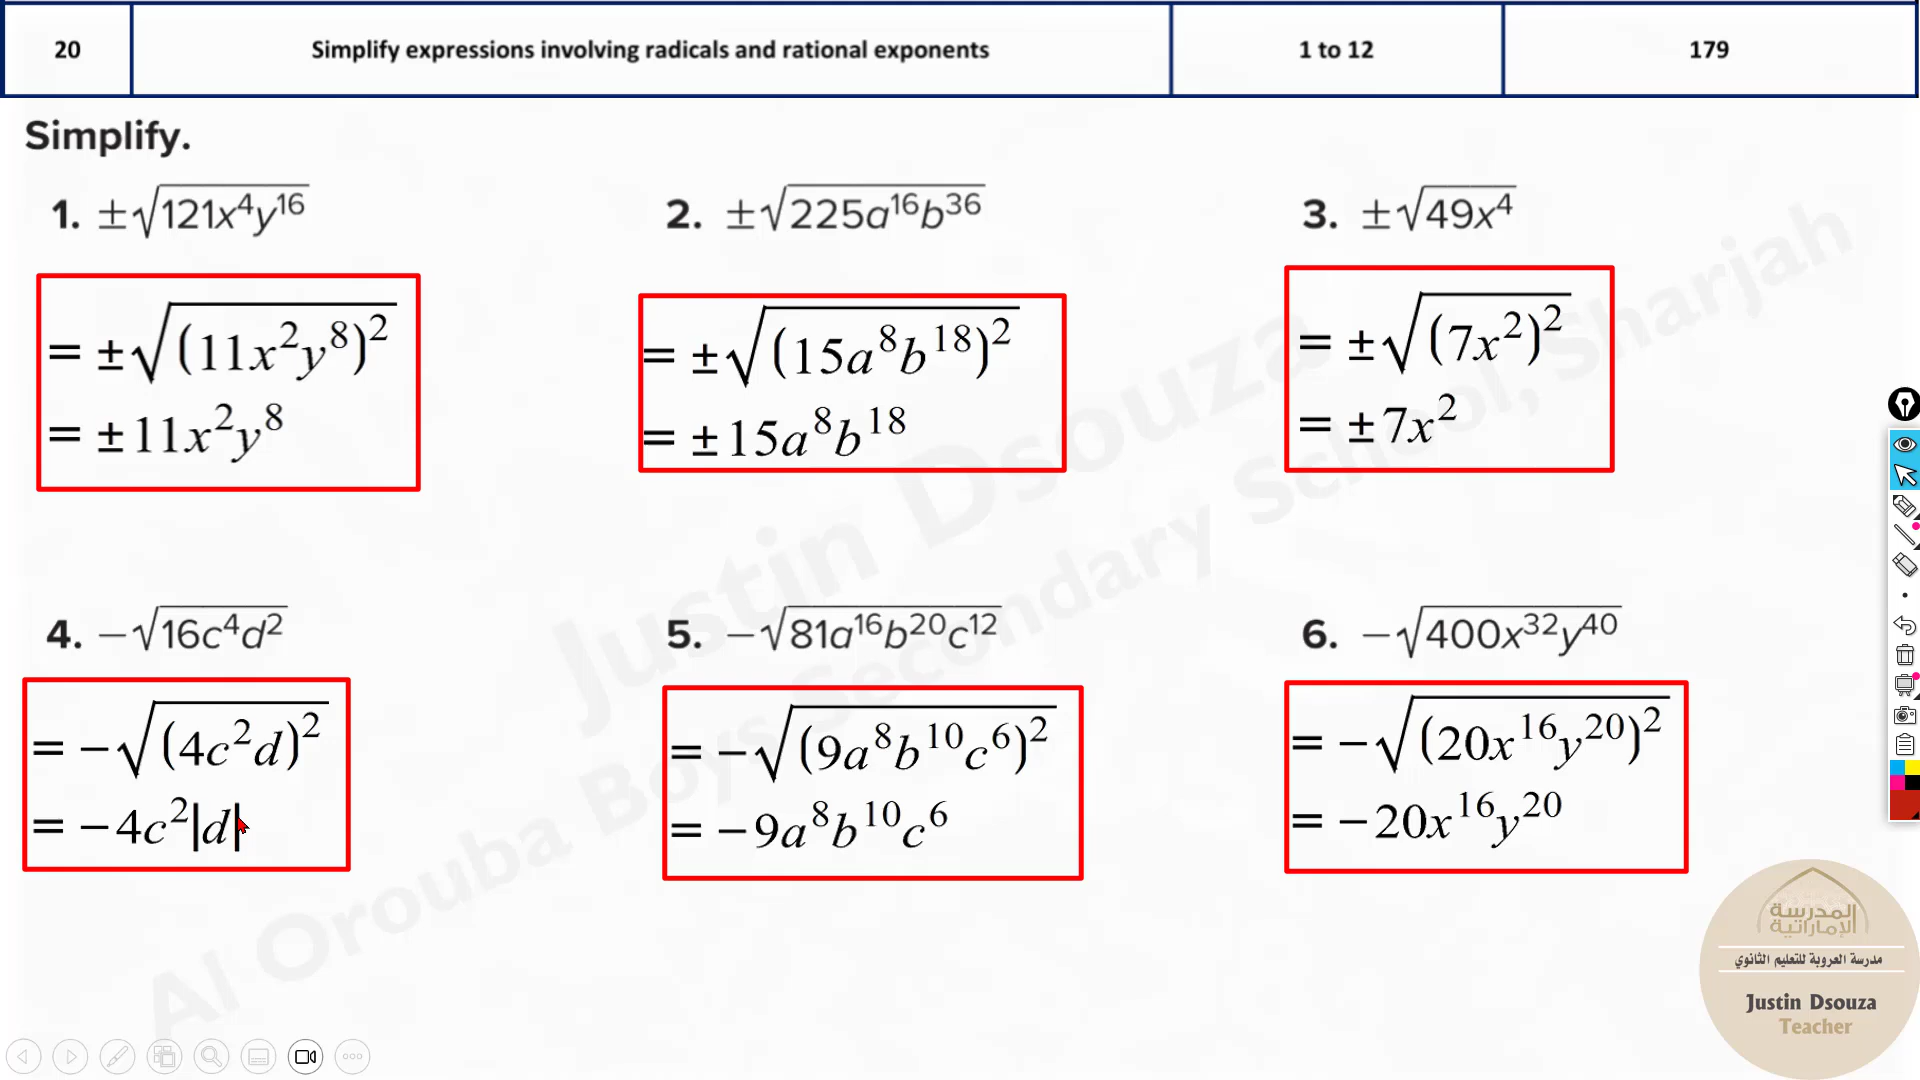 20 Simplify expressions involving radicals and rational exponents 1 to 12 179
Simplify.
1. ±√(121x⁴y¹⁶) 2. ±√(225a¹⁶b³⁶) 3. ±√(49x⁴)
= ±√((11x²y⁸)²) = ±√((15a⁸b¹⁸)²) = ±√((7x²)²)
= ±11x²y⁸ = ±15a⁸b¹⁸ = ±7x²
4. −√(16c⁴d²) 5. −√(81a¹⁶b²⁰c¹²) 6. −√(400x³²y⁴⁰)
= −√((4c²d)²) = −√((9a⁸b¹⁰c⁶)²) = −√((20x¹⁶y²⁰)²)
= −4c²|d| = −9a⁸b¹⁰c⁶ = −20x¹⁶y²⁰
Justin Dsouza
Al Orouba Boys Secondary School, Sharjah
المدرسة
الإماراتية
مدرسة العروبة للتعليم الثانوي
Justin Dsouza
Teacher